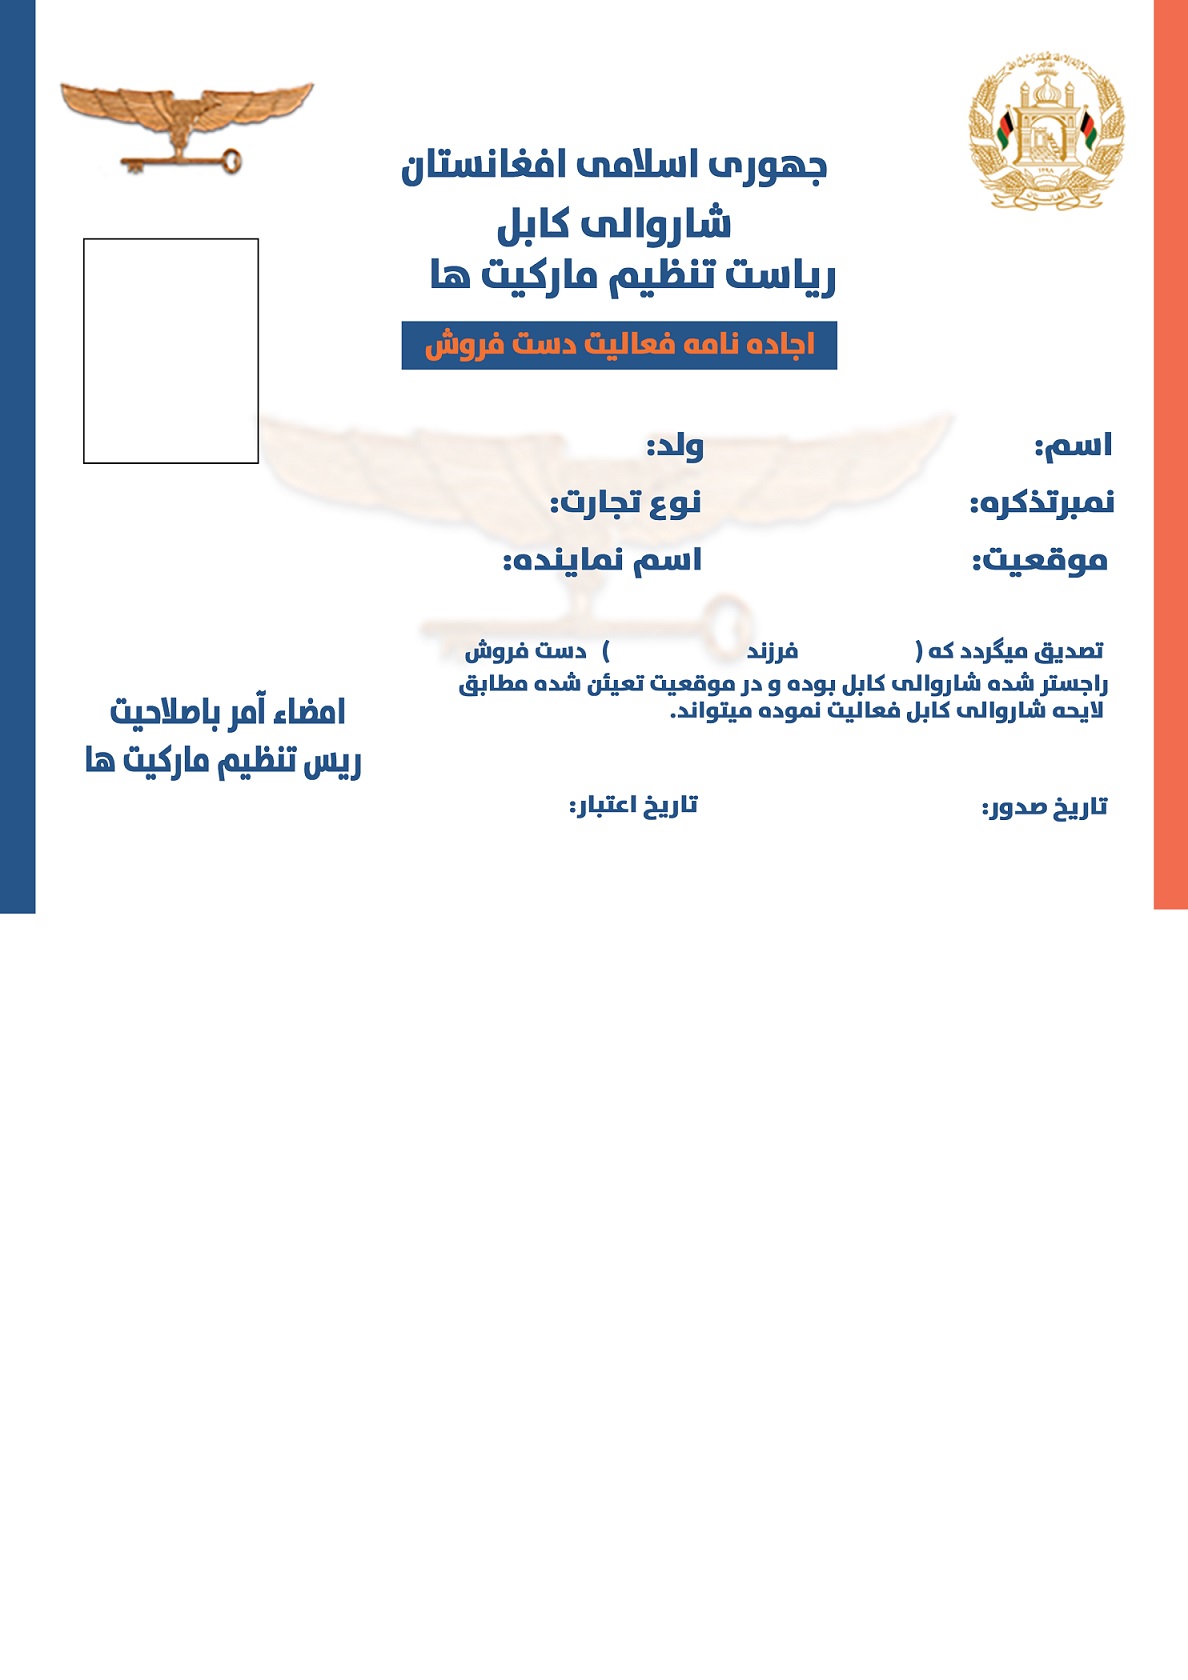 جهوری اسلامی افغانستان
شاروالی کابل
ریاست تنظیم مارکیت ها
اجاده نامه فعالیت دست فروش
اسم: ولد:
نمبرتذکره: نوع تجارت:
موقعیت: اسم نماینده:
تصدیق میگردد که ( فرزند ) دست فروش
راجستر شده شاروالی کابل بوده و در موقعیت تعیئن شده مطابق
لایحه شاروالی کابل فعالیت نموده میتواند.
امضاء آمر باصلاحیت
ریس تنظیم مارکیت ها
تاریخ صدور: تاریخ اعتبار: